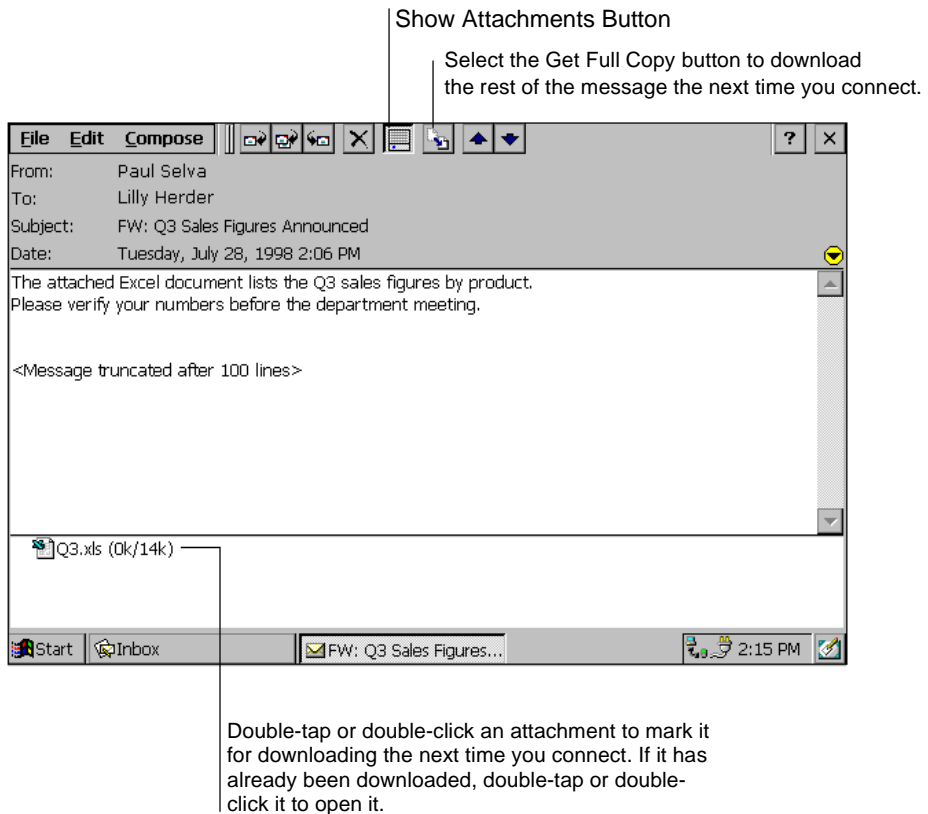 Show Attachments Button
Select the Get Full Copy button to download
the rest of the message the next time you connect.
File Edit Compose ? ×
From: Paul Selva
To: Lilly Herder
Subject: FW: Q3 Sales Figures Announced
Date: Tuesday, July 28, 1998 2:06 PM
The attached Excel document lists the Q3 sales figures by product.
Please verify your numbers before the department meeting.
<Message truncated after 100 lines>
Q3.xls (0k/14k)
Start Inbox FW: Q3 Sales Figures... 2:15 PM
Double-tap or double-click an attachment to mark it
for downloading the next time you connect. If it has
already been downloaded, double-tap or double-
click it to open it.